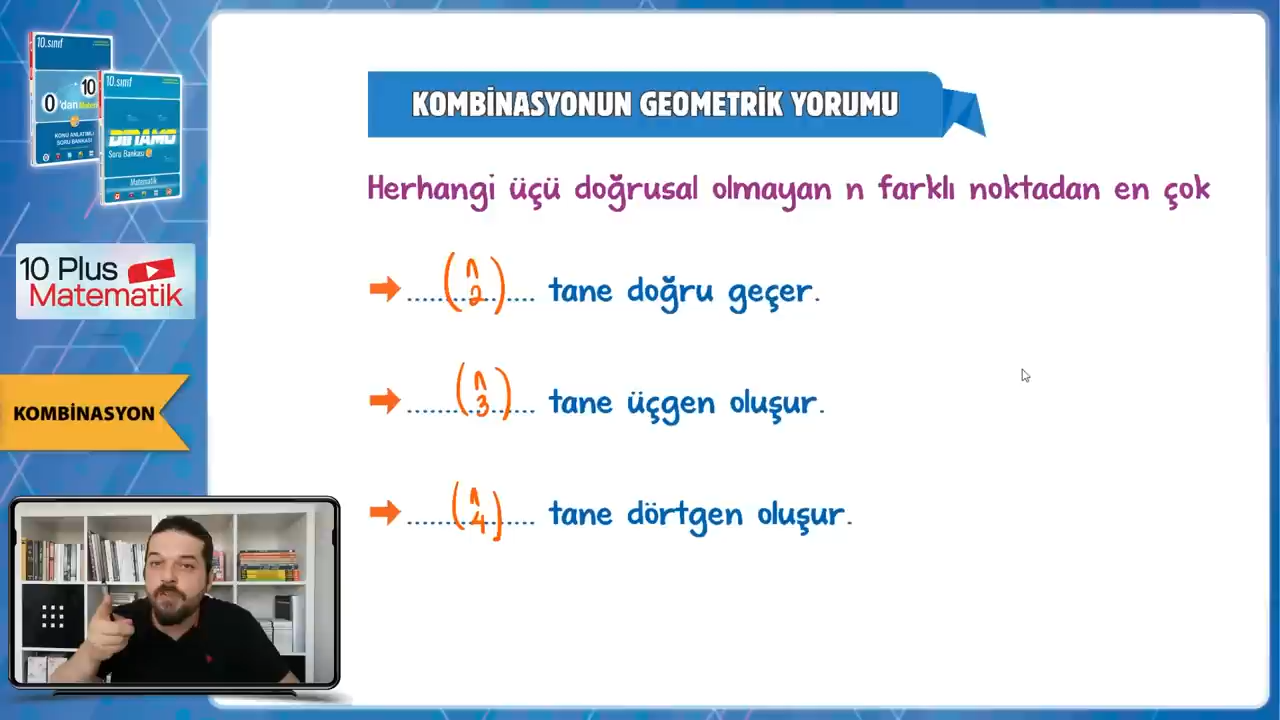 10.sınıf
0'dan 10
Matematik
KONU ANLATIMLI
SORU BANKASI
10.sınıf
DINAMO
Soru Bankası
Matematik
10 Plus
Matematik
KOMBİNASYON
KOMBİNASYONUN GEOMETRİK YORUMU
Herhangi üçü doğrusal olmayan n farklı noktadan en çok
➡ ......(n 2)...... tane doğru geçer.
➡ ......(n 3)...... tane üçgen oluşur.
➡ ......(n 4)...... tane dörtgen oluşur.